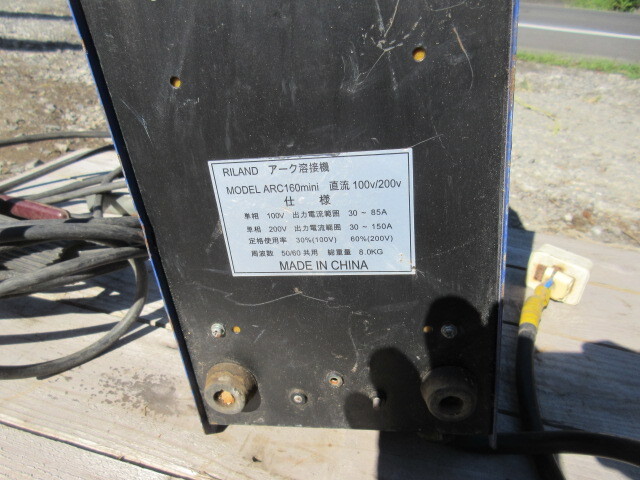 RILAND アーク溶接機
MODEL ARC160mini 直流 100v/200v
仕 様
単相 100V 出力電流範囲 30 ~ 85A
単相 200V 出力電流範囲 30 ~ 150A
定格使用率 30%(100V) 60%(200V)
周波数 50/60 共用 総重量 8.0KG
MADE IN CHINA